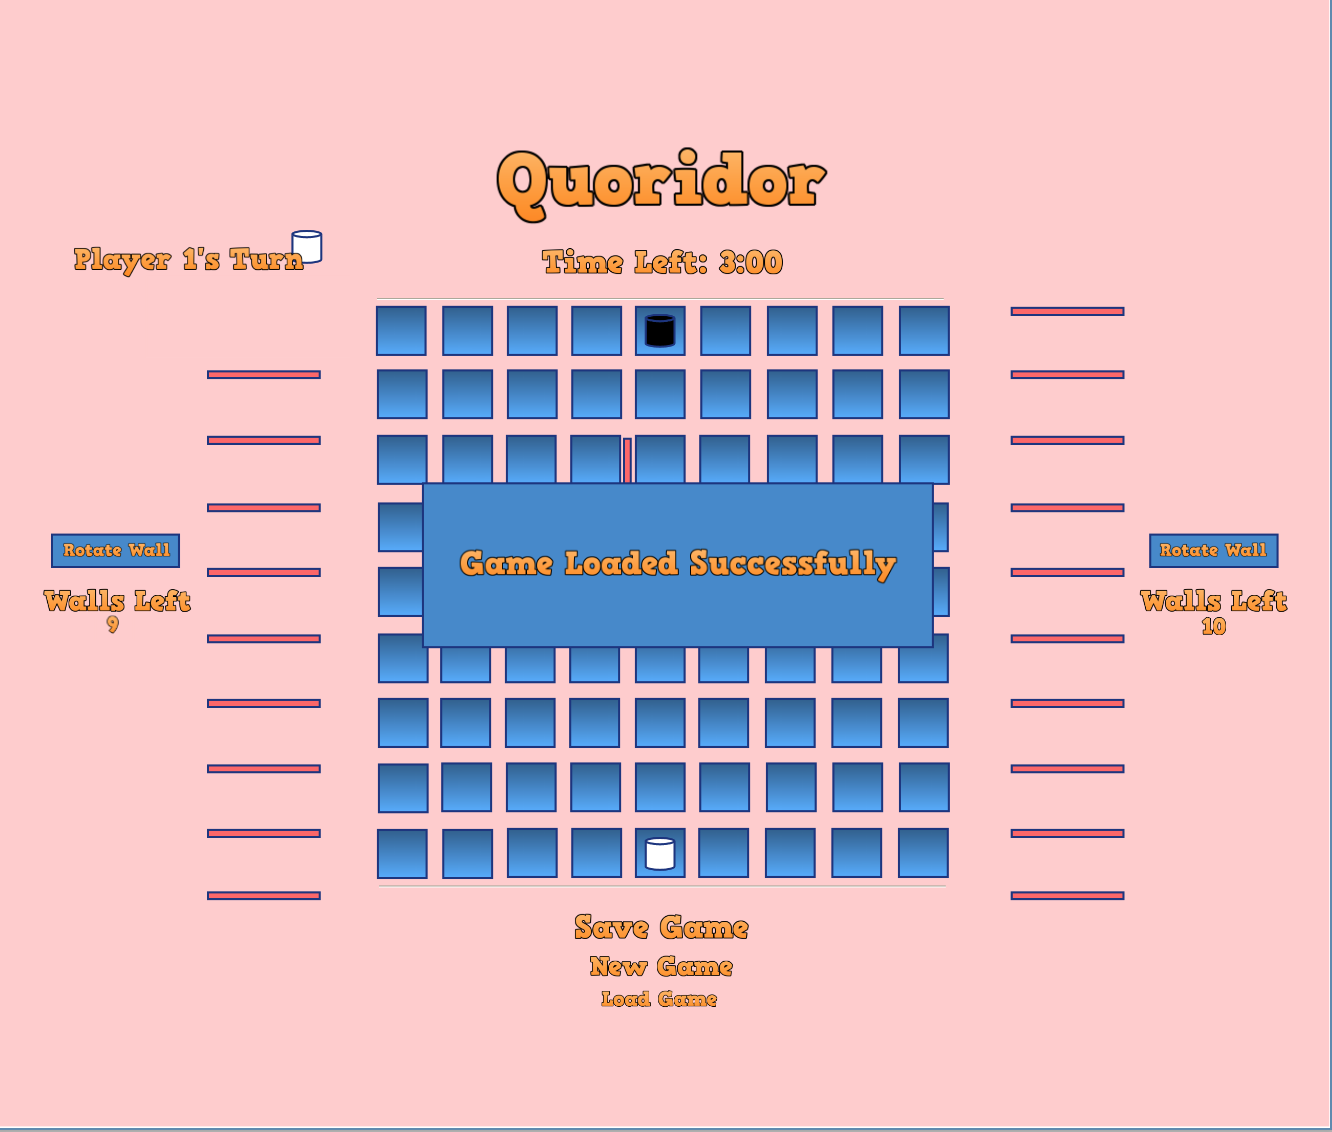 Quoridor
Player 1's Turn
Time Left: 3:00
Game Loaded Successfully
Rotate Wall
Walls Left
9
Rotate Wall
Walls Left
10
Save Game
New Game
Load Game